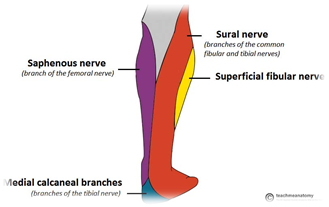 Saphenous nerve
(branch of the femoral nerve)
Sural nerve
(branches of the common
fibular and tibial nerves)
Superficial fibular nerve
Medial calcaneal branches
(branches of the tibial nerve)
teachmeanatomy